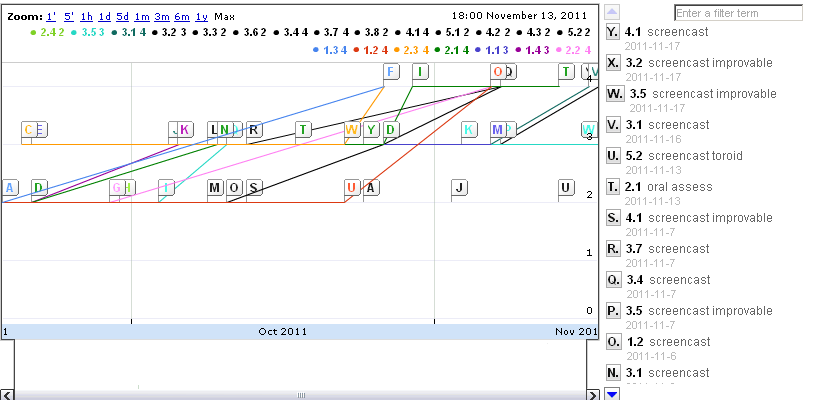 Zoom: 1' 5' 1h 1d 5d 1m 3m 6m 1y Max
18:00 November 13, 2011
2.4 2 3.5 3 3.1 4 3.2 3 3.3 2 3.6 2 3.4 4 3.7 4 3.8 2 4.1 4 5.1 2 4.2 2 4.3 2 5.2 2
1.3 4 1.2 4 2.3 4 2.1 4 1.1 3 1.4 3 2.2 4
F I O D T V
4
C E J K L N D R T W Y D K M P W
3
A D G H I M O S U A J U
2
1
0
1 Oct 2011 Nov 201
Enter a filter term
Y. 4.1 screencast
2011-11-17
X. 3.2 screencast improvable
2011-11-17
W. 3.5 screencast improvable
2011-11-17
V. 3.1 screencast
2011-11-16
U. 5.2 screencast toroid
2011-11-13
T. 2.1 oral assess
2011-11-13
S. 4.1 screencast improvable
2011-11-7
R. 3.7 screencast
2011-11-7
Q. 3.4 screencast
2011-11-7
P. 3.5 screencast improvable
2011-11-7
O. 1.2 screencast
2011-11-6
N. 3.1 screencast